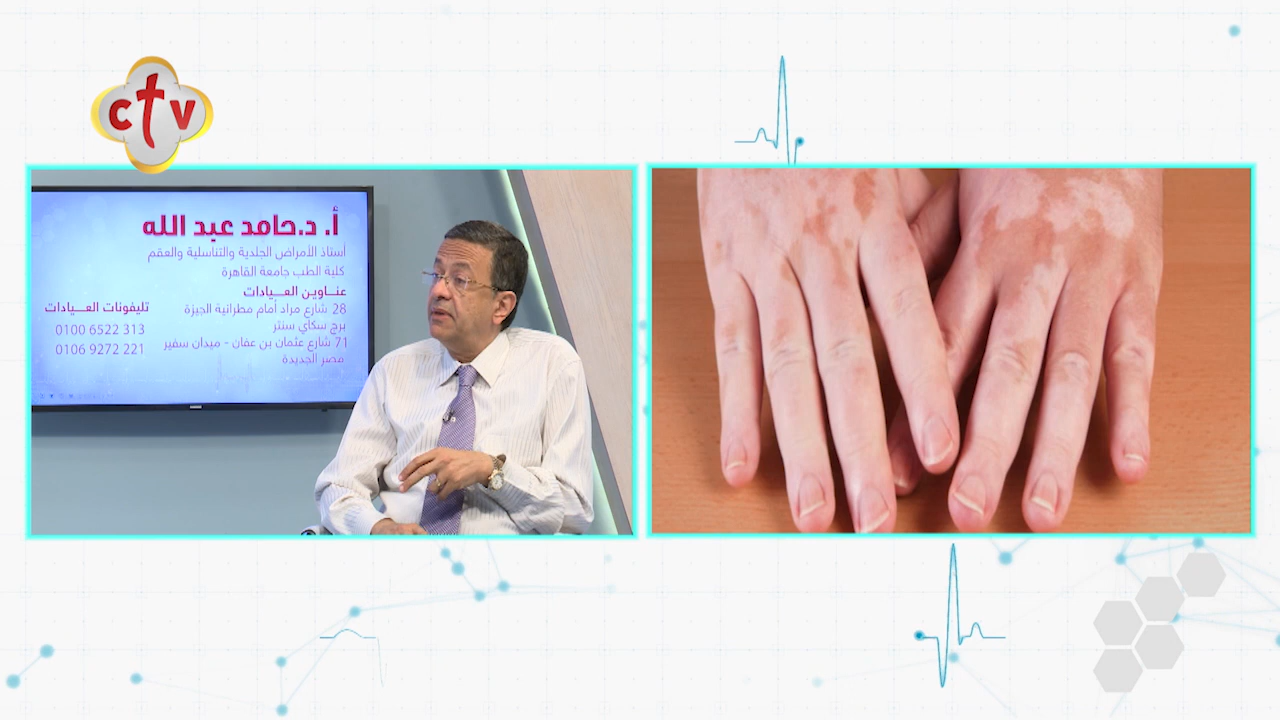 ctv
أ. د.حامد عبد الله
أستاذ الأمراض الجلدية والتناسلية والعقم
كلية الطب جامعة القاهرة
عناوين العـــيادات
28 شارع مراد أمام مطرانية الجيزة
برج سكاي سنتر
71 شارع عثمان بن عفان - ميدان سفير
مصر الجديدة
تليفونات العـــيادات
0100 6522 313
0106 9272 221